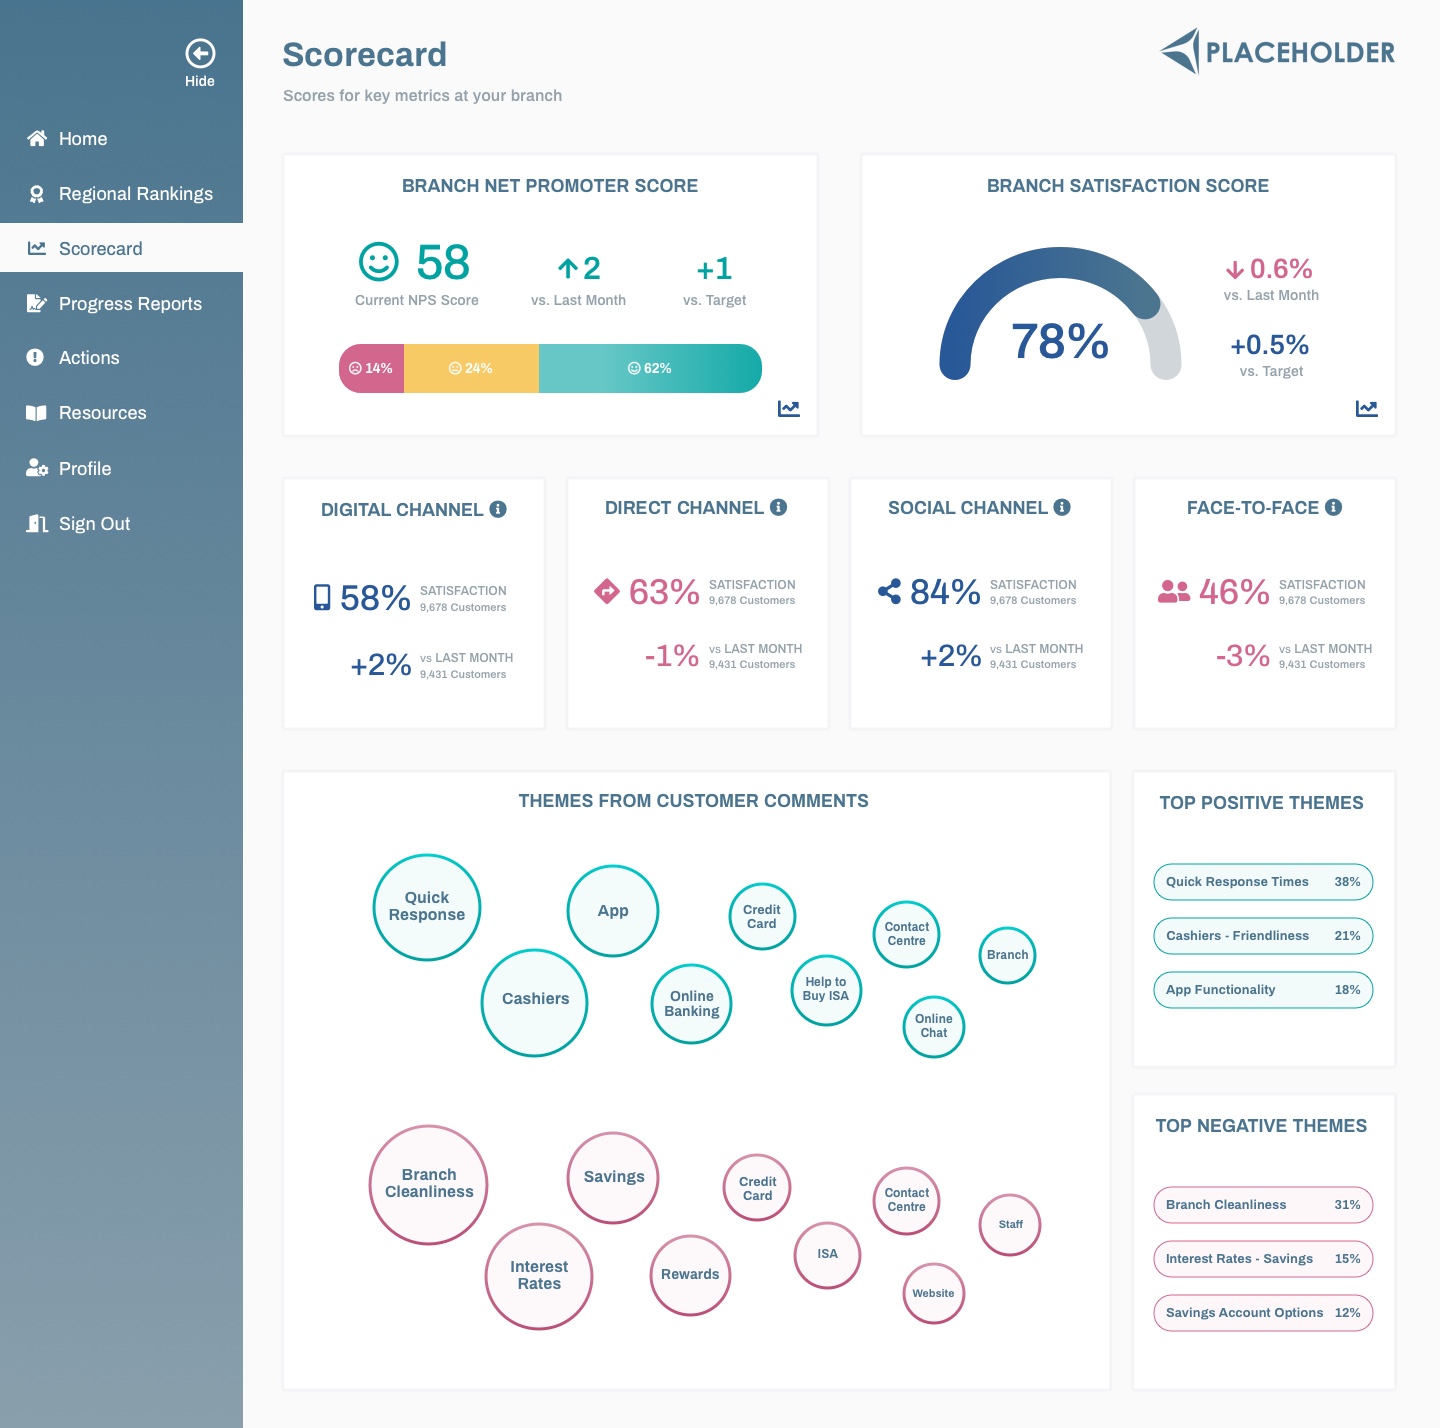 Hide
Home
Regional Rankings
Scorecard
Progress Reports
Actions
Resources
Profile
Sign Out
Scorecard
Scores for key metrics at your branch
PLACEHOLDER
BRANCH NET PROMOTER SCORE
58
2
+1
Current NPS Score
vs. Last Month
vs. Target
14%
24%
62%
BRANCH SATISFACTION SCORE
78%
0.6%
vs. Last Month
+0.5%
vs. Target
DIGITAL CHANNEL
58%
SATISFACTION
9,678 Customers
+2%
vs LAST MONTH
9,431 Customers
DIRECT CHANNEL
63%
SATISFACTION
9,678 Customers
-1%
vs LAST MONTH
9,431 Customers
SOCIAL CHANNEL
84%
SATISFACTION
9,678 Customers
+2%
vs LAST MONTH
9,431 Customers
FACE-TO-FACE
46%
SATISFACTION
9,678 Customers
-3%
vs LAST MONTH
9,431 Customers
THEMES FROM CUSTOMER COMMENTS
Quick
Response
App
Credit
Card
Contact
Centre
Branch
Cashiers
Online
Banking
Help to
Buy ISA
Online
Chat
Branch
Cleanliness
Savings
Credit
Card
Contact
Centre
Staff
Interest
Rates
Rewards
ISA
Website
TOP POSITIVE THEMES
Quick Response Times 38%
Cashiers - Friendliness 21%
App Functionality 18%
TOP NEGATIVE THEMES
Branch Cleanliness 31%
Interest Rates - Savings 15%
Savings Account Options 12%